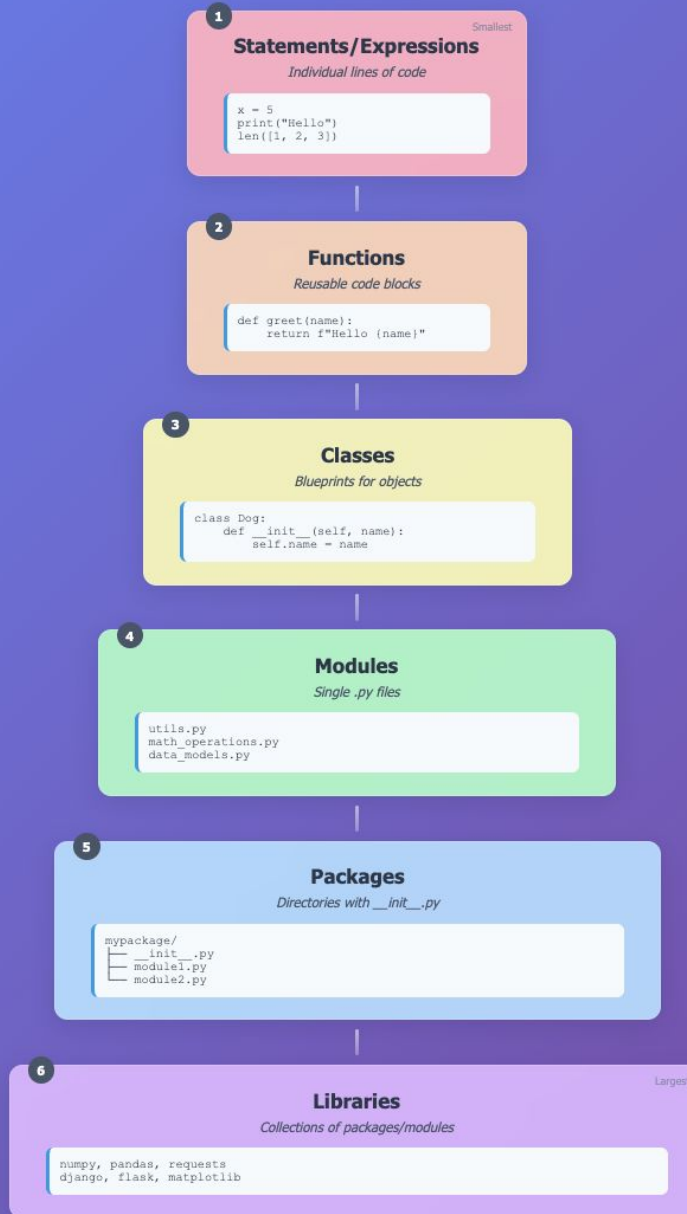 1
Smallest
Statements/Expressions
Individual lines of code
x = 5
print("Hello")
len([1, 2, 3])
2
Functions
Reusable code blocks
def greet(name):
    return f"Hello {name}"
3
Classes
Blueprints for objects
class Dog:
    def __init__(self, name):
        self.name = name
4
Modules
Single .py files
utils.py
math_operations.py
data_models.py
5
Packages
Directories with __init__.py
mypackage/
├── __init__.py
├── module1.py
└── module2.py
6
Largest
Libraries
Collections of packages/modules
numpy, pandas, requests
django, flask, matplotlib